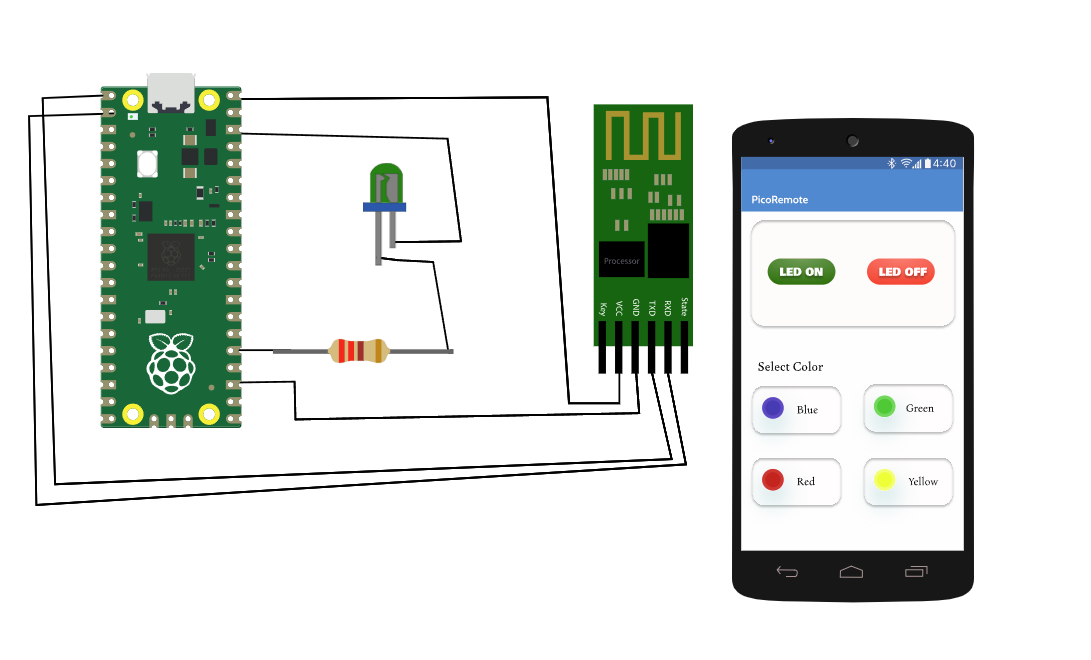 Processor
Key
VCC
GND
TXD
RXD
State
4:40
PicoRemote
LED ON
LED OFF
Select Color
Blue
Green
Red
Yellow